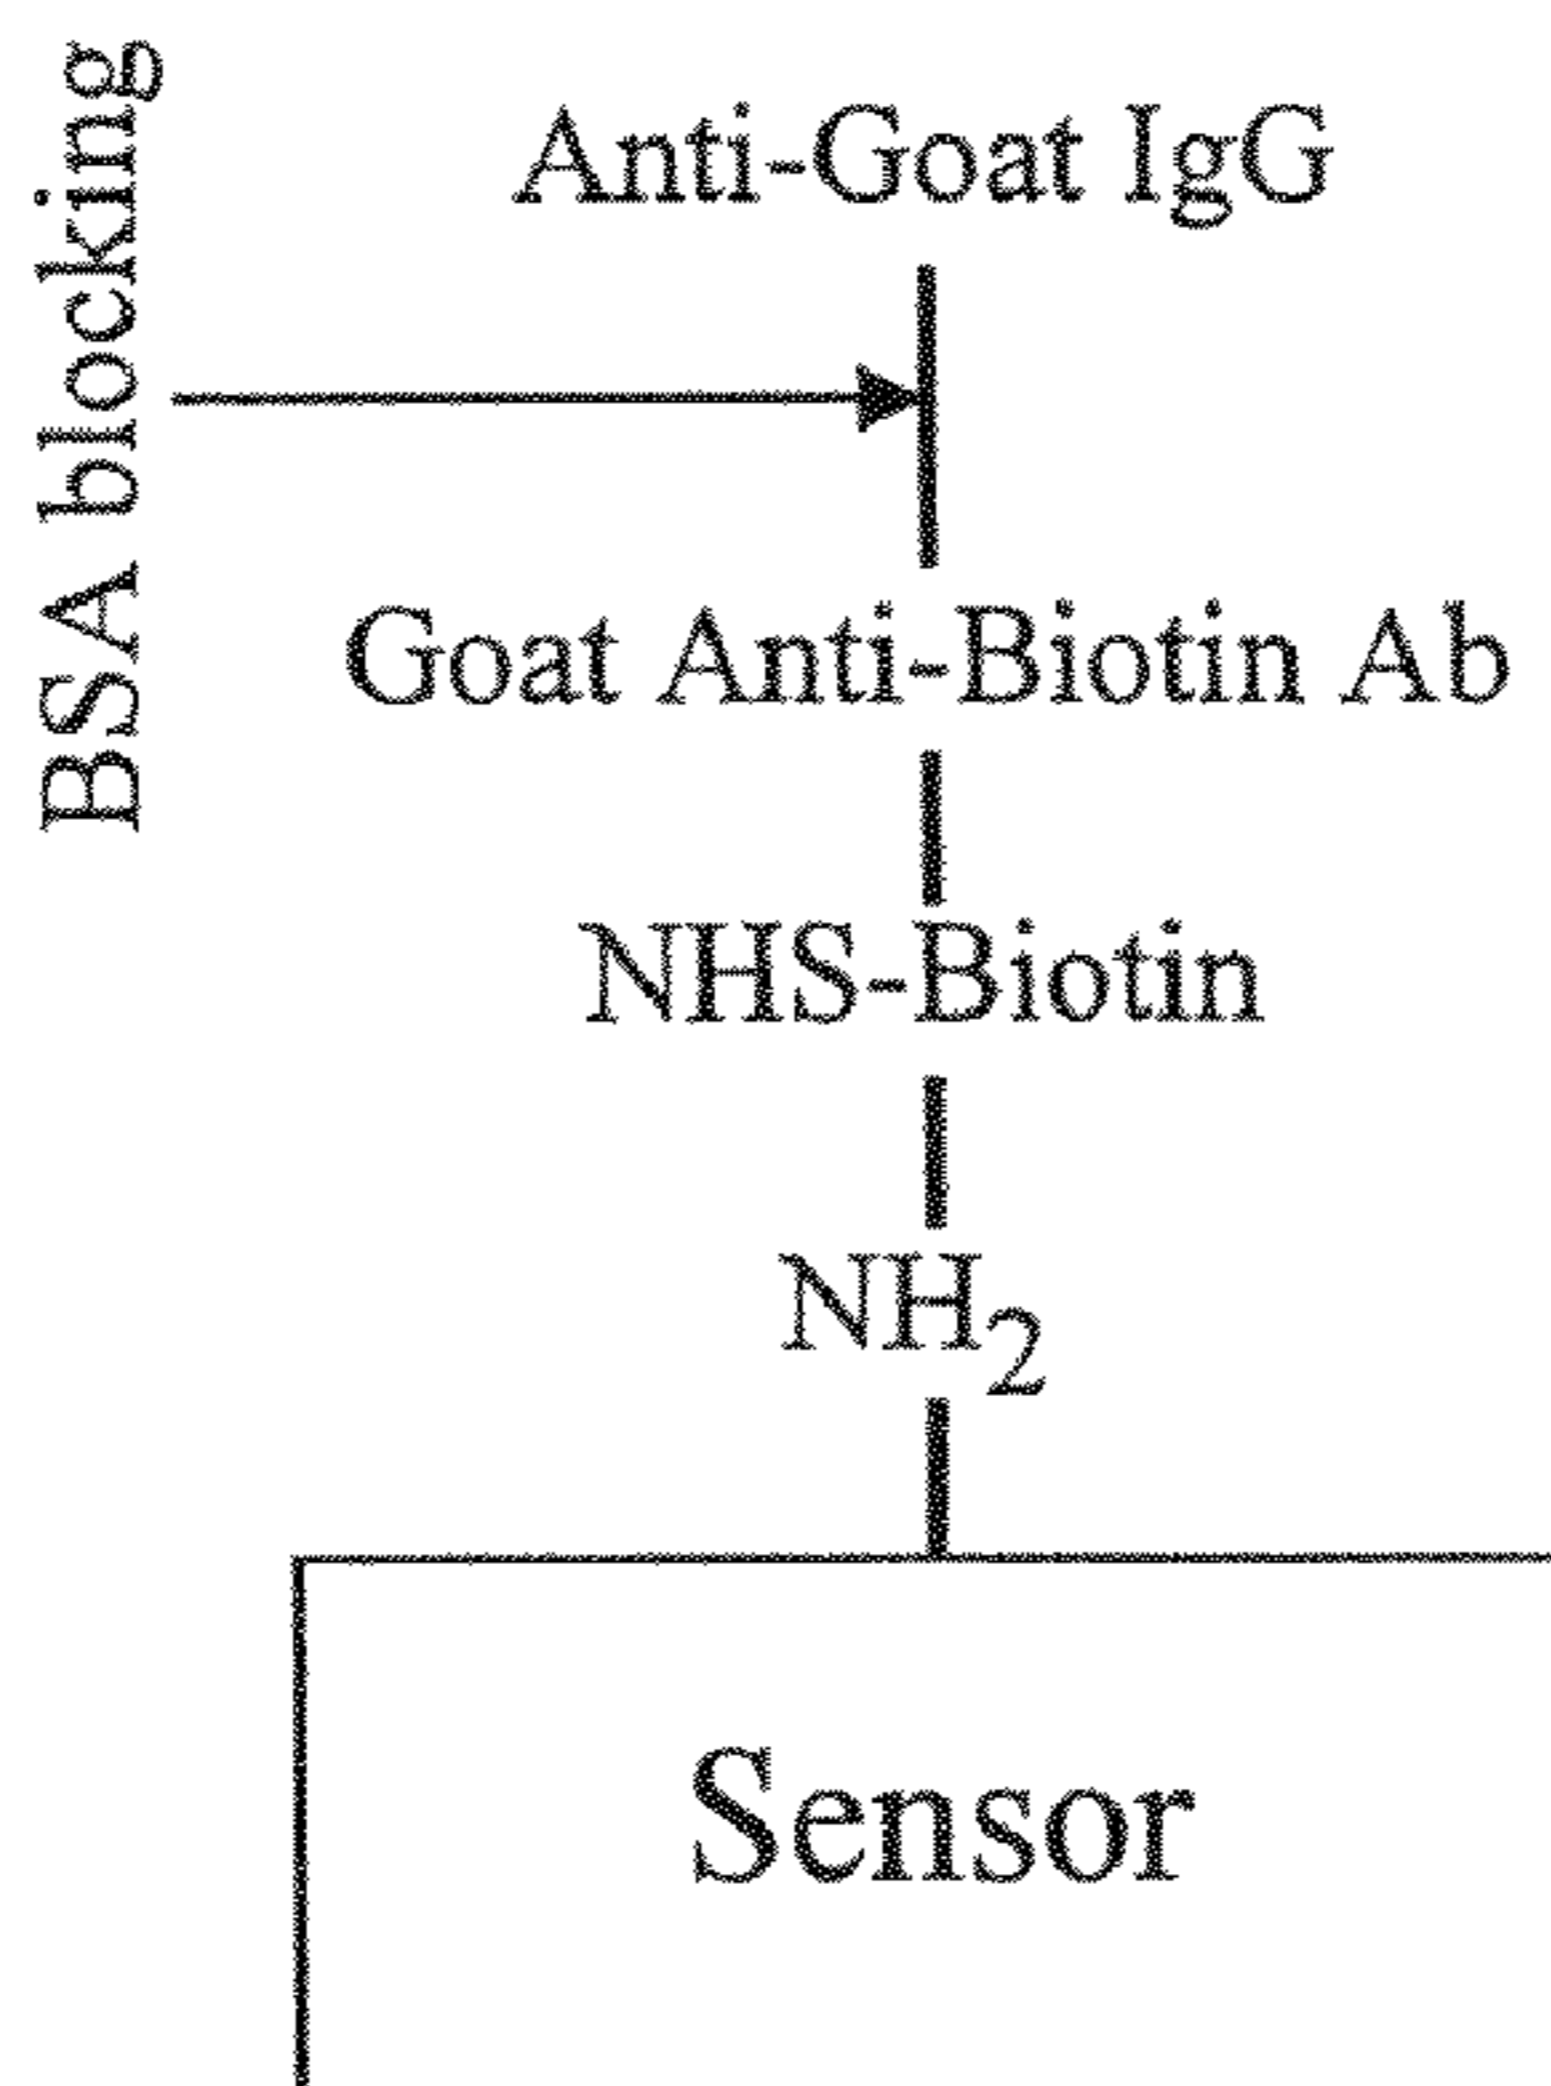 BSA blocking
Anti-Goat IgG
Goat Anti-Biotin Ab
NHS-Biotin
NH2
Sensor